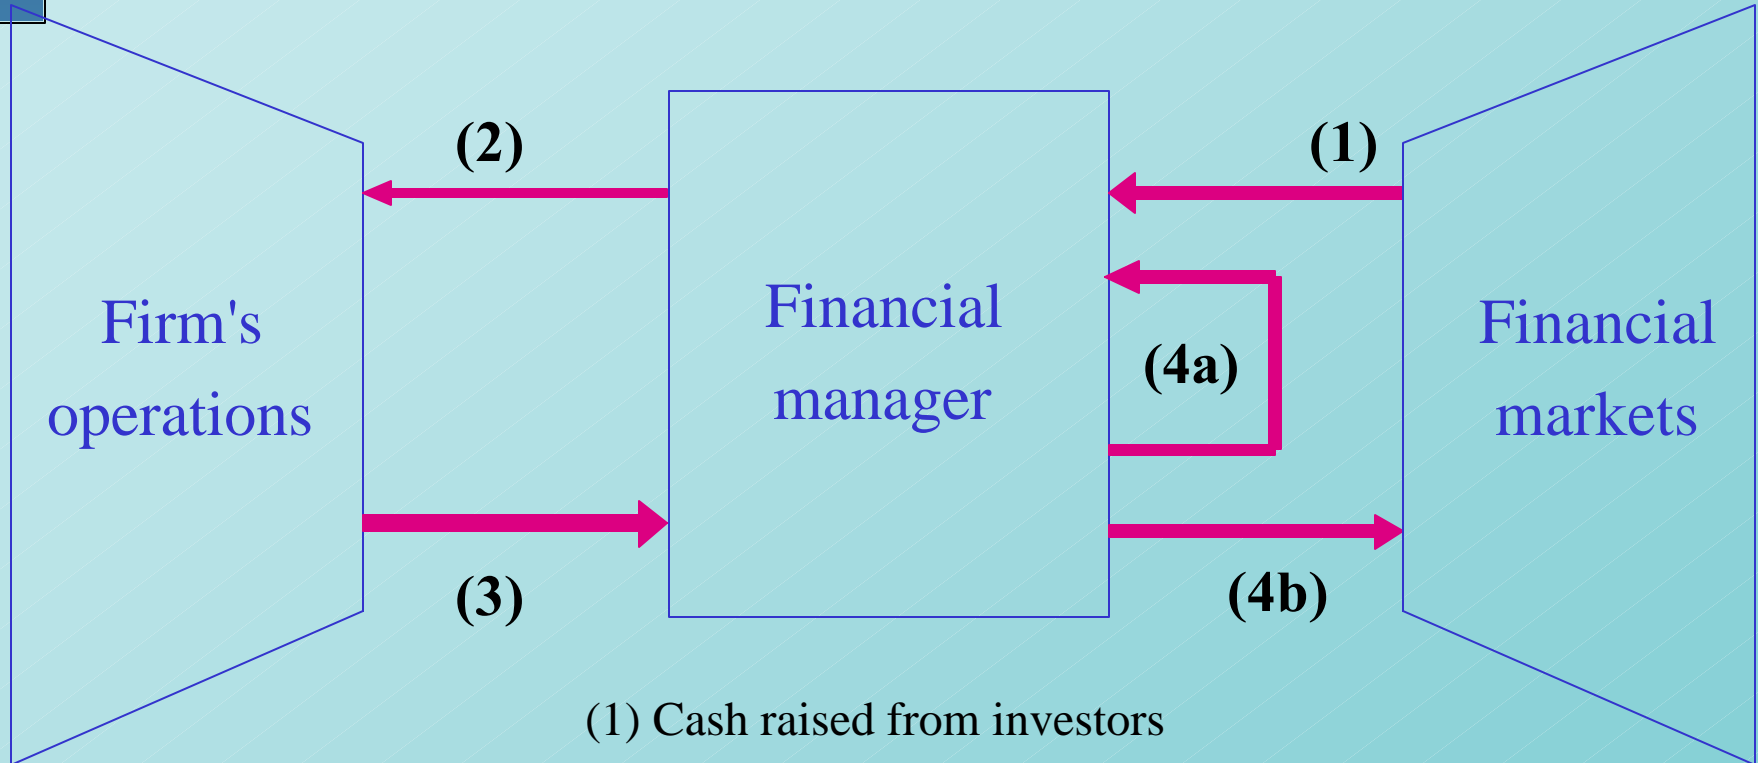 (2)
(1)
Firm's
operations
Financial
manager
(4a)
Financial
markets
(3)
(4b)
(1) Cash raised from investors